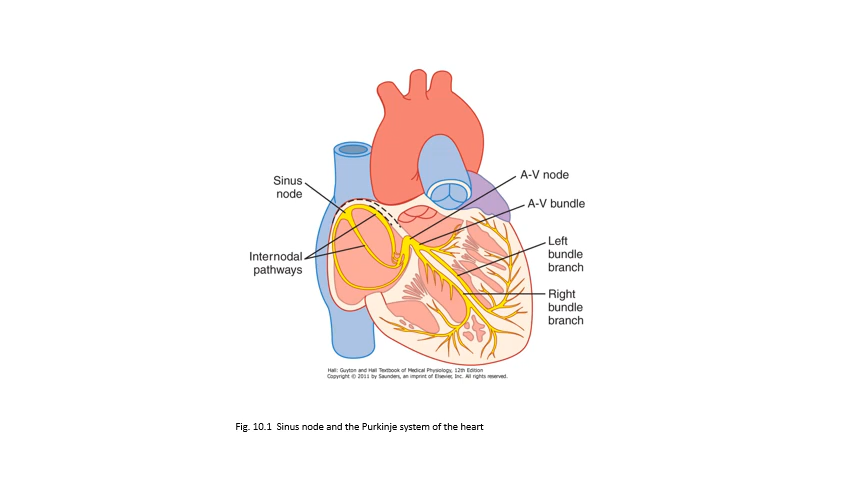 Sinus
node
Internodal
pathways
A-V node
A-V bundle
Left
bundle
branch
Right
bundle
branch
Hall: Guyton and Hall Textbook of Medical Physiology, 12th Edition
Copyright © 2011 by Saunders, an imprint of Elsevier, Inc. All rights reserved.
Fig. 10.1  Sinus node and the Purkinje system of the heart